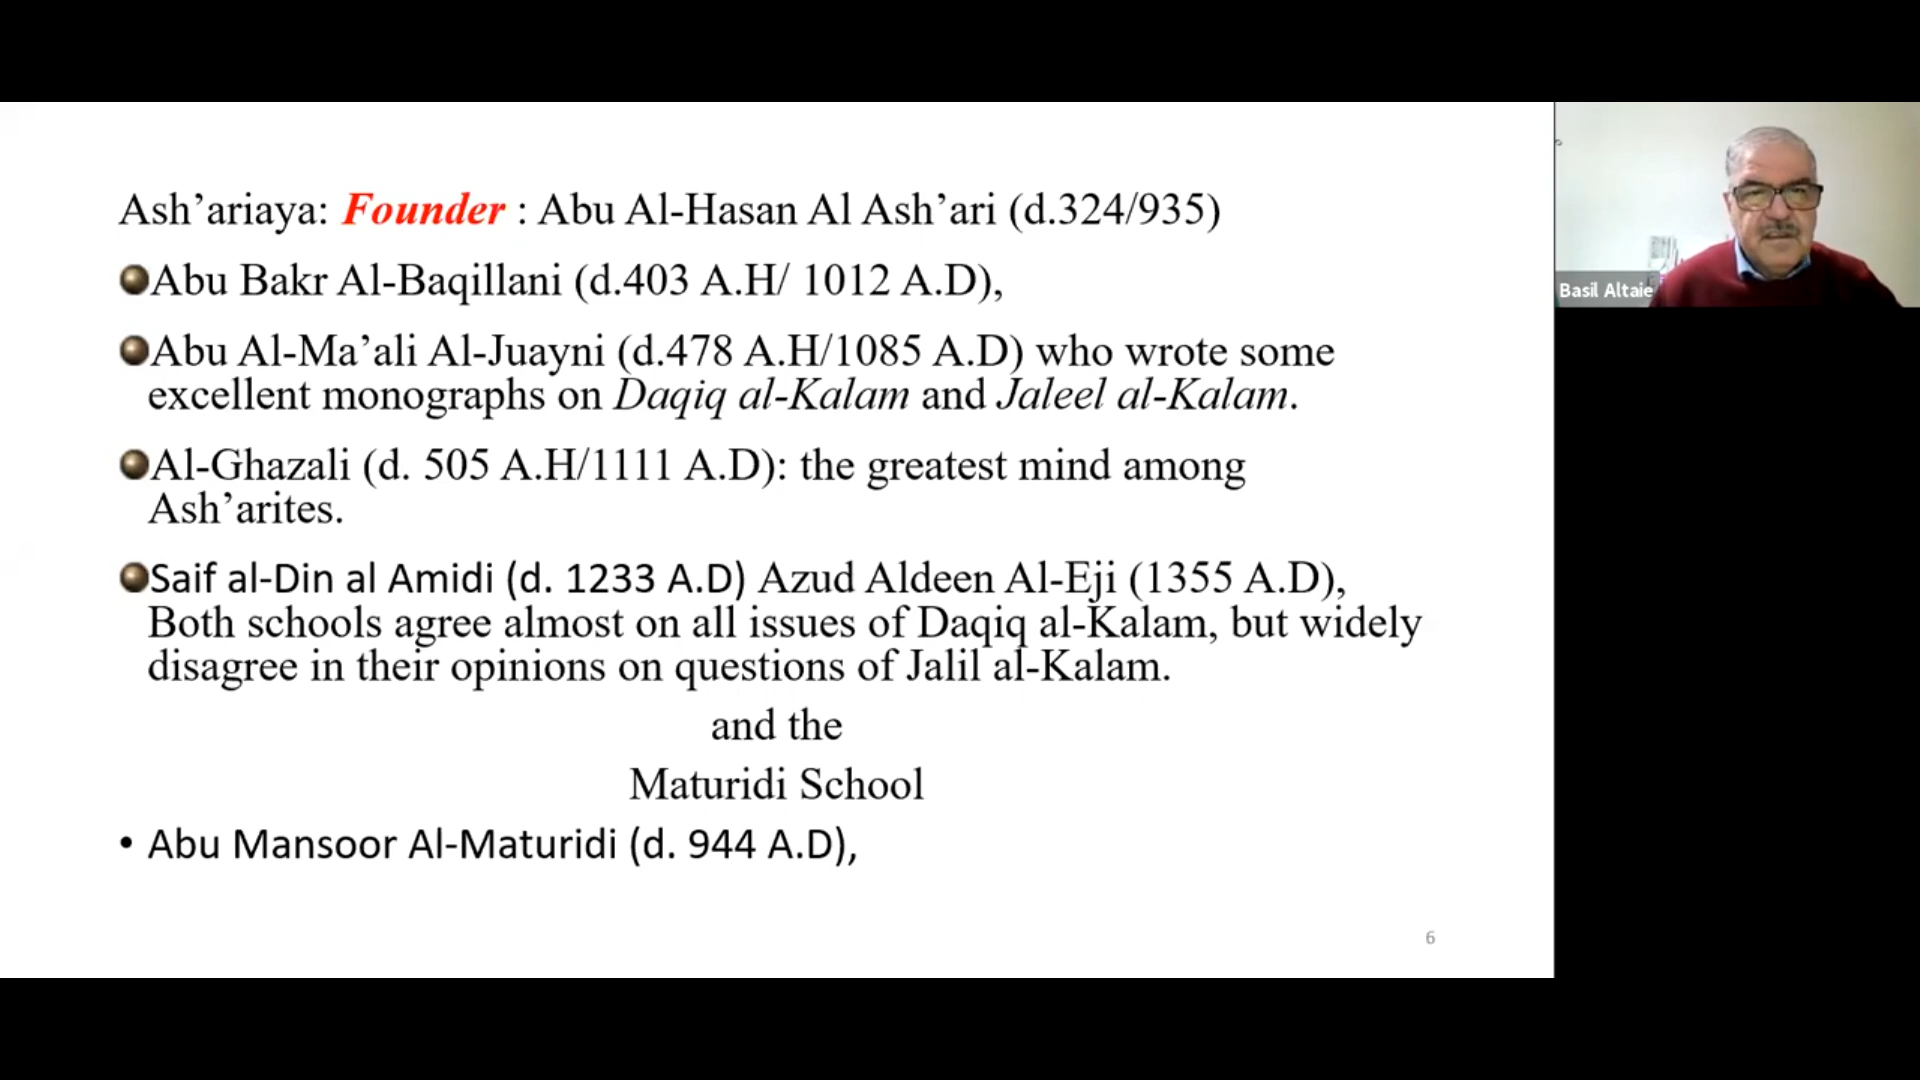 Ash’ariaya: Founder : Abu Al-Hasan Al Ash’ari (d.324/935)
Abu Bakr Al-Baqillani (d.403 A.H/ 1012 A.D),
Abu Al-Ma’ali Al-Juayni (d.478 A.H/1085 A.D) who wrote some
excellent monographs on Daqiq al-Kalam and Jaleel al-Kalam.
Al-Ghazali (d. 505 A.H/1111 A.D): the greatest mind among
Ash’arites.
Saif al-Din al Amidi (d. 1233 A.D) Azud Aldeen Al-Eji (1355 A.D),
Both schools agree almost on all issues of Daqiq al-Kalam, but widely
disagree in their opinions on questions of Jalil al-Kalam.
and the
Maturidi School
• Abu Mansoor Al-Maturidi (d. 944 A.D),
6
Basil Altaie